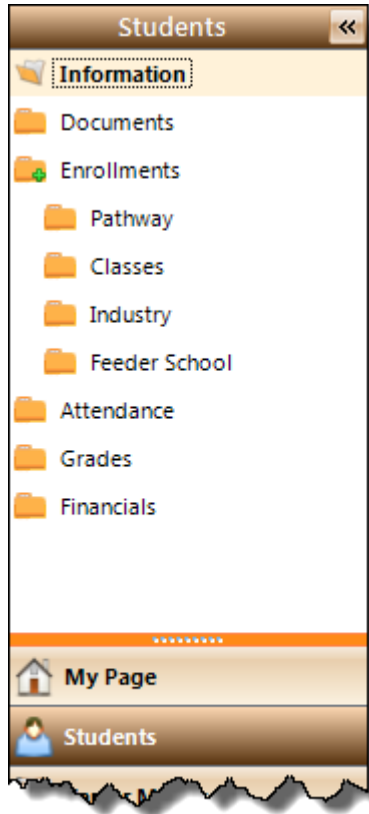 Students
Information
Documents
Enrollments
Pathway
Classes
Industry
Feeder School
Attendance
Grades
Financials
My Page
Students